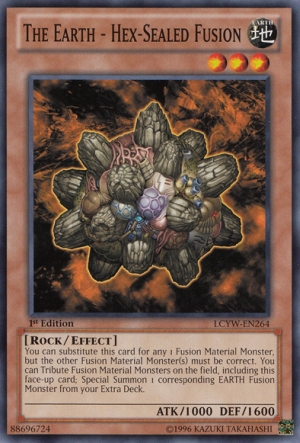 THE EARTH - HEX-SEALED FUSION
EARTH
地
1st Edition
LCYW-EN264
[ROCK/EFFECT]
You can substitute this card for any 1 Fusion Material Monster,
but the other Fusion Material Monster(s) must be correct. You
can Tribute Fusion Material Monsters on the field, including this
face-up card; Special Summon 1 corresponding EARTH Fusion
Monster from your Extra Deck.
ATK/1000 DEF/1600
88696724
©1996 KAZUKI TAKAHASHI